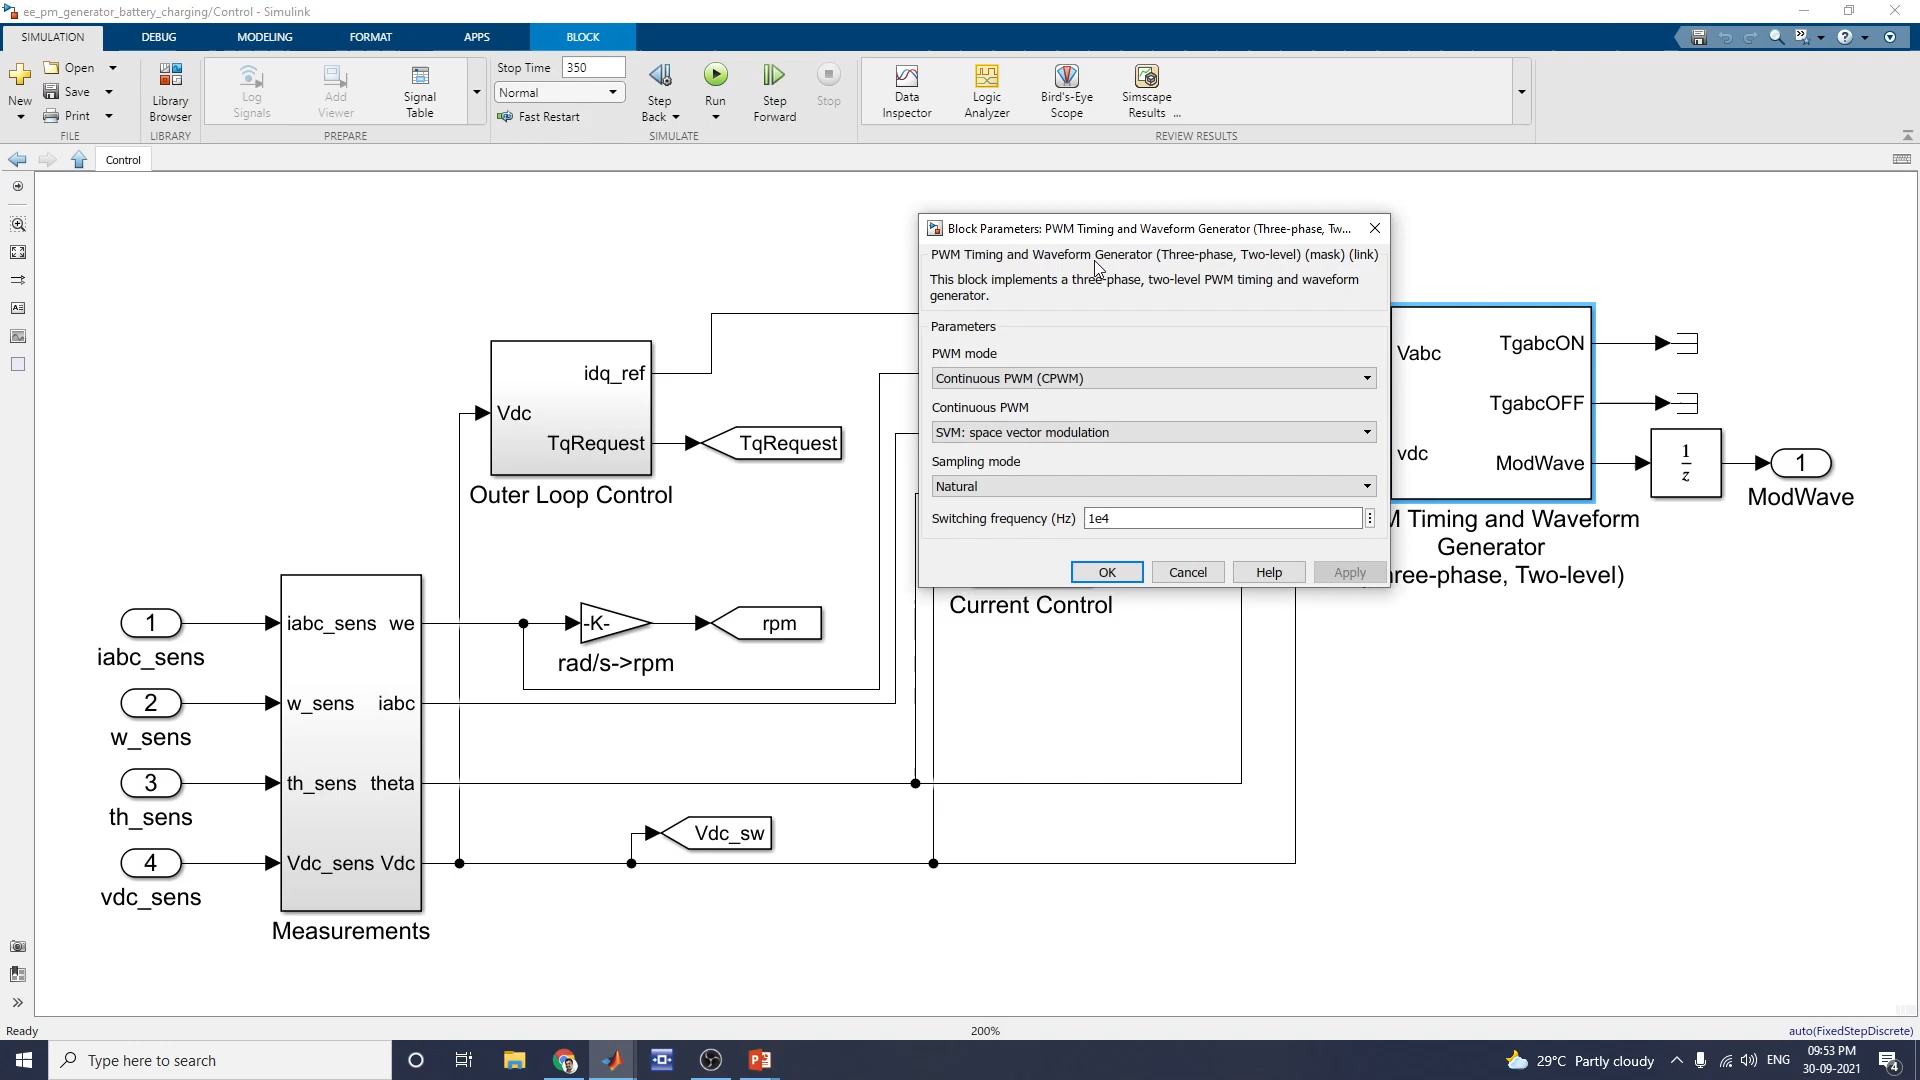 ee_pm_generator_battery_charging/Control - Simulink
SIMULATION DEBUG MODELING FORMAT APPS BLOCK
New
Open
Save
Print
FILE
Library
Browser
LIBRARY
Log
Signals
Add
Viewer
Signal
Table
PREPARE
Stop Time 350
Normal
Fast Restart
Step
Back
Run
Step
Forward
Stop
SIMULATE
Data
Inspector
Logic
Analyzer
Bird's-Eye
Scope
Simscape
Results ...
REVIEW RESULTS
Control
Block Parameters: PWM Timing and Waveform Generator (Three-phase, Tw...
PWM Timing and Waveform Generator (Three-phase, Two-level) (mask) (link)
This block implements a three-phase, two-level PWM timing and waveform
generator.
Parameters
PWM mode
Continuous PWM (CPWM)
Continuous PWM
SVM: space vector modulation
Sampling mode
Natural
Switching frequency (Hz) 1e4
OK Cancel Help Apply
idq_ref
Vdc
TqRequest
TqRequest
Outer Loop Control
Vabc
vdc
TgabcON
TgabcOFF
ModWave
1
z
1
ModWave
M Timing and Waveform
Generator
hree-phase, Two-level)
Current Control
1
iabc_sens
2
w_sens
3
th_sens
4
vdc_sens
iabc_sens we
w_sens iabc
th_sens theta
Vdc_sens Vdc
Measurements
-K-
rad/s->rpm
rpm
Vdc_sw
Ready
200%
auto(FixedStepDiscrete)
Type here to search
29°C Partly cloudy
ENG
09:53 PM
30-09-2021
4